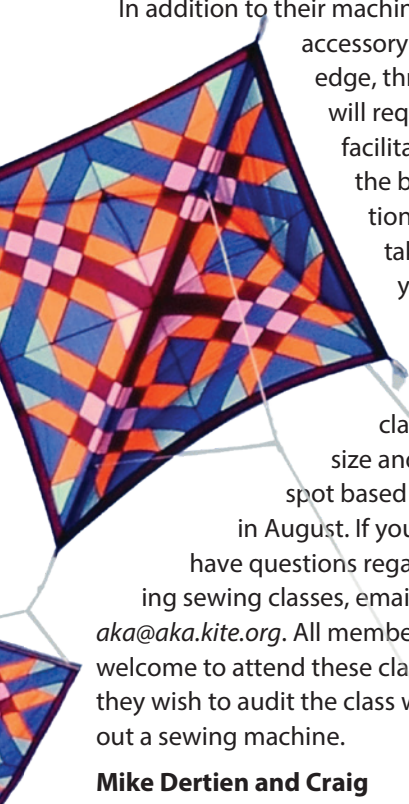 In addition to their machin
accessory
edge, thr
will req
facilita
the b
tion
tal
y
cla
size and
spot based
in August. If you
have questions rega
ing sewing classes, emai
aka@aka.kite.org. All membe
welcome to attend these cla
they wish to audit the class w
out a sewing machine.
Mike Dertien and Craig